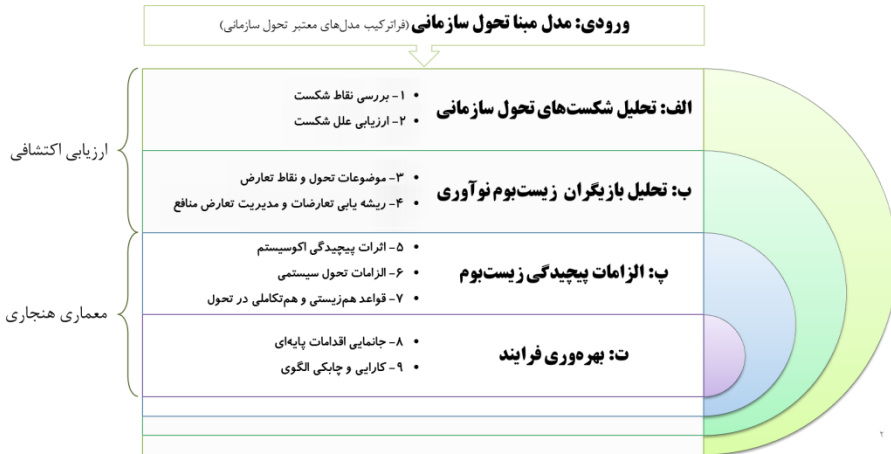 ورودی: مدل مبنا تحول سازمانی (فراترکیب مدل‌های معتبر تحول سازمانی)
ارزیابی اکتشافی
الف: تحلیل شکست‌های تحول سازمانی
۱- بررسی نقاط شکست
۲- ارزیابی علل شکست
ب: تحلیل بازیگران زیست‌بوم نوآوری
۳- موضوعات تحول و نقاط تعارض
۴- ریشه یابی تعارضات و مدیریت تعارض منافع
معماری هنجاری
پ: الزامات پیچیدگی زیست‌بوم
۵- اثرات پیچیدگی اکوسیستم
۶- الزامات تحول سیستمی
۷- قواعد هم‌زیستی و هم‌تکاملی در تحول
ت: بهره‌وری فرایند
۸- جانمایی اقدامات پایه‌ای
۹- کارایی و چابکی الگوی
۲